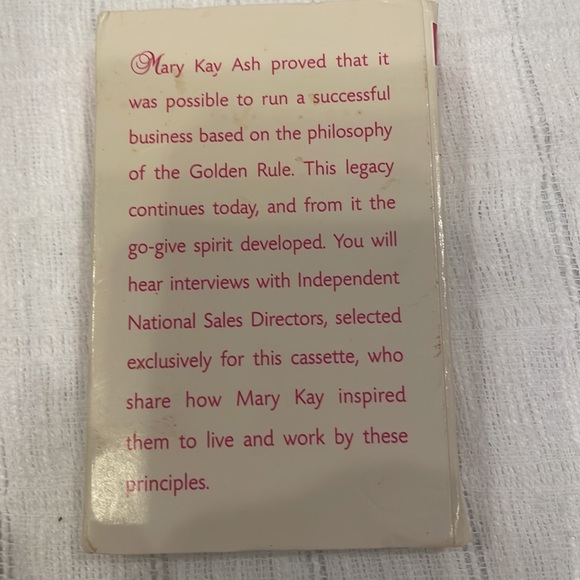 Mary Kay Ash proved that it
was possible to run a successful
business based on the philosophy
of the Golden Rule. This legacy
continues today, and from it the
go-give spirit developed. You will
hear interviews with Independent
National Sales Directors, selected
exclusively for this cassette, who
share how Mary Kay inspired
them to live and work by these
principles.